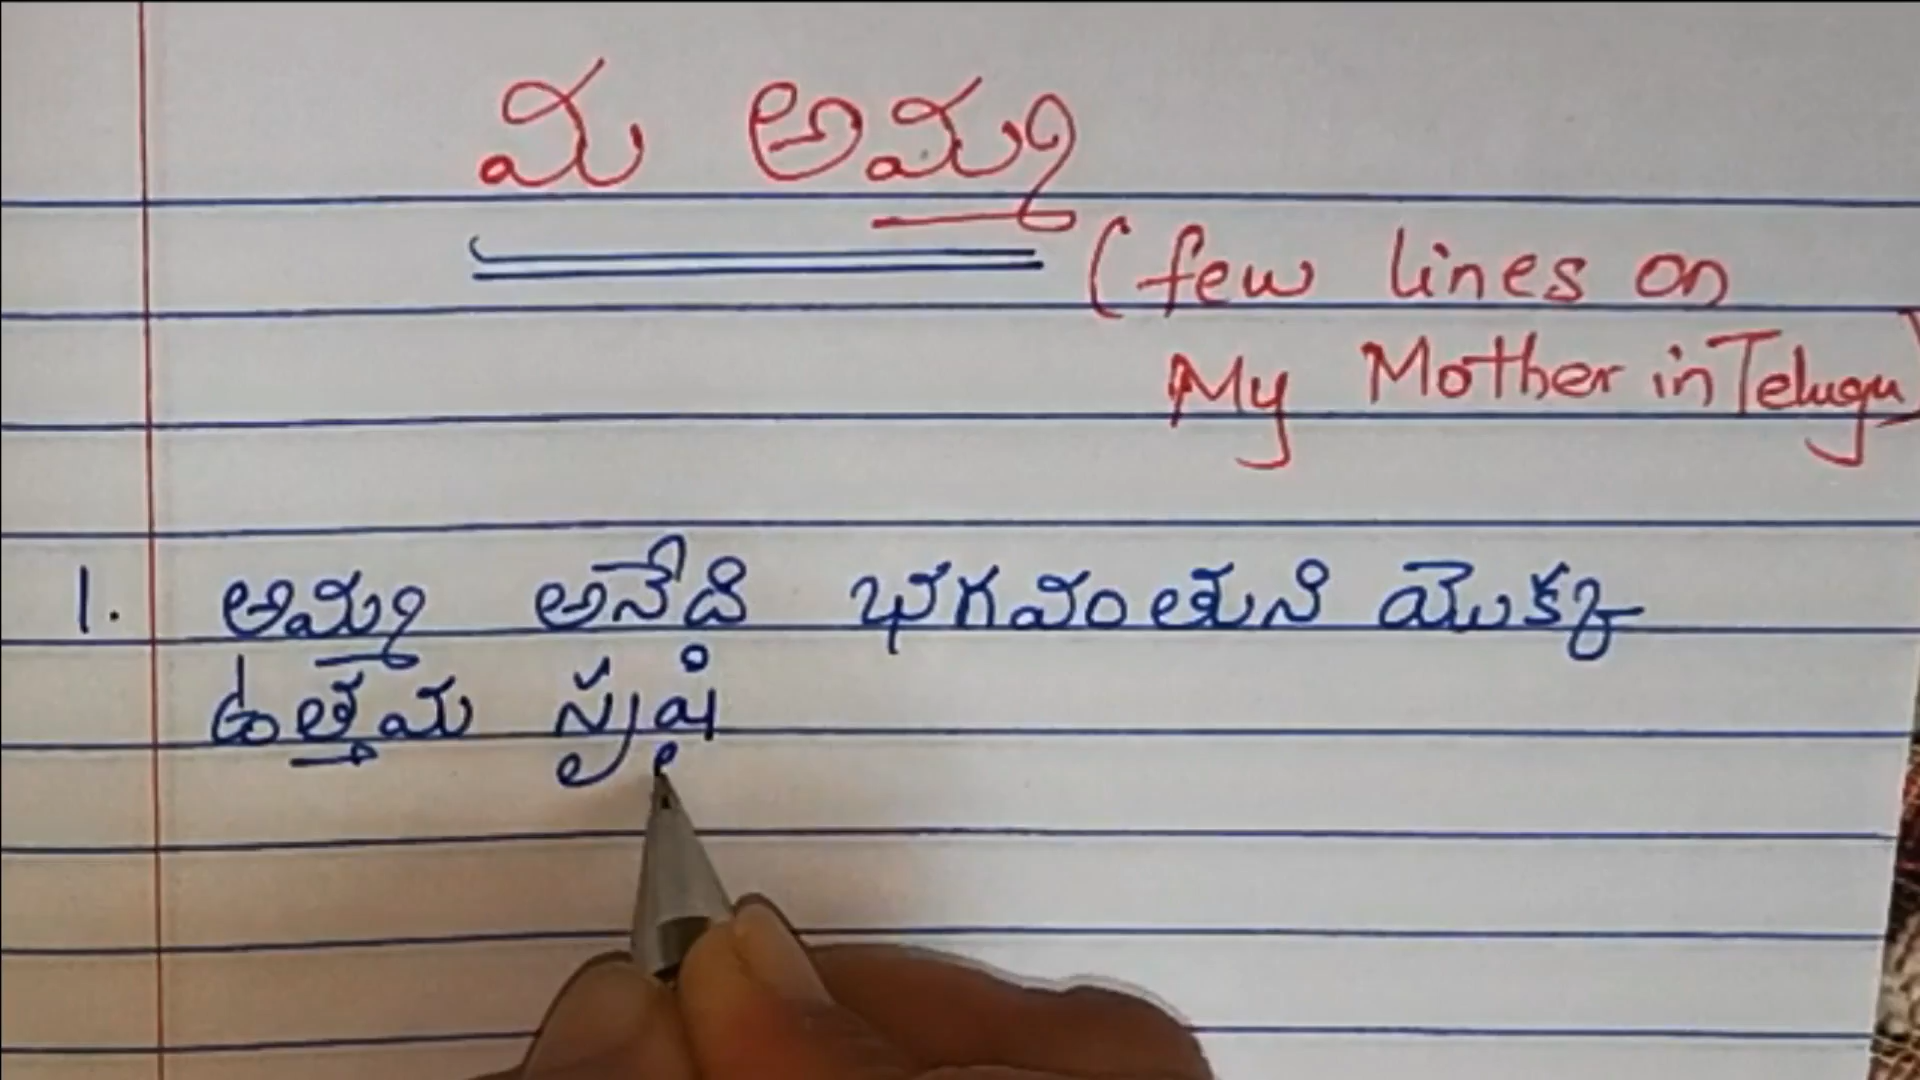 మ అమ్మ
(few lines on
My Mother in Telugu)
1. అమ్మ అనేది భగవంతుని యొక్క
ఉత్తమ